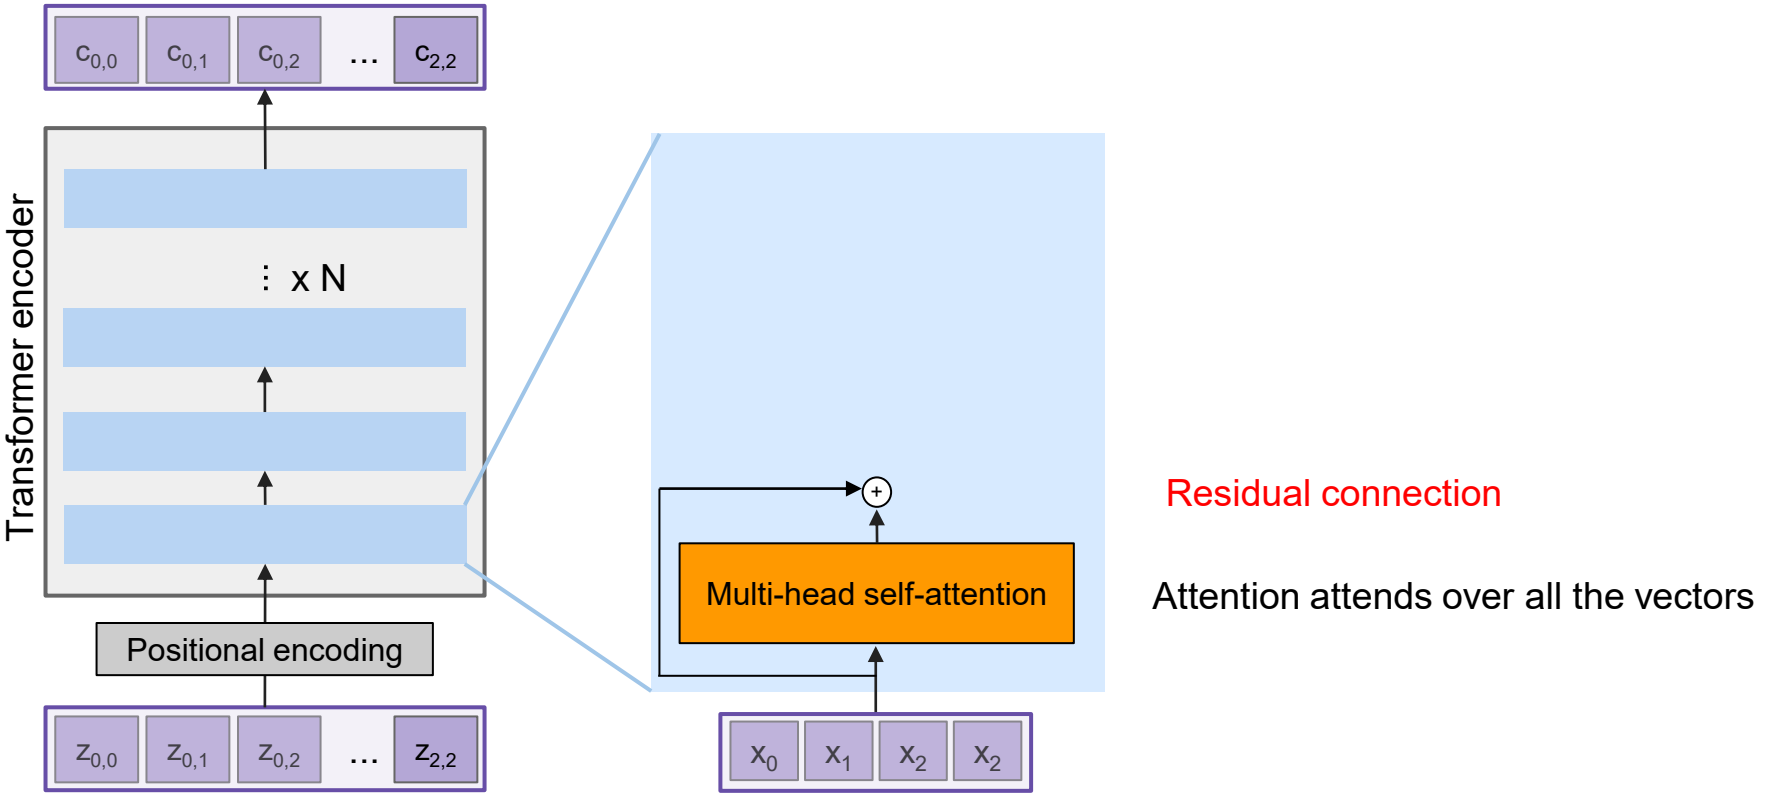 c0,0 c0,1 c0,2 ... c2,2
Transformer encoder
⋮ x N
Positional encoding
z0,0 z0,1 z0,2 ... z2,2
+
Residual connection
Multi-head self-attention
Attention attends over all the vectors
x0 x1 x2 x2